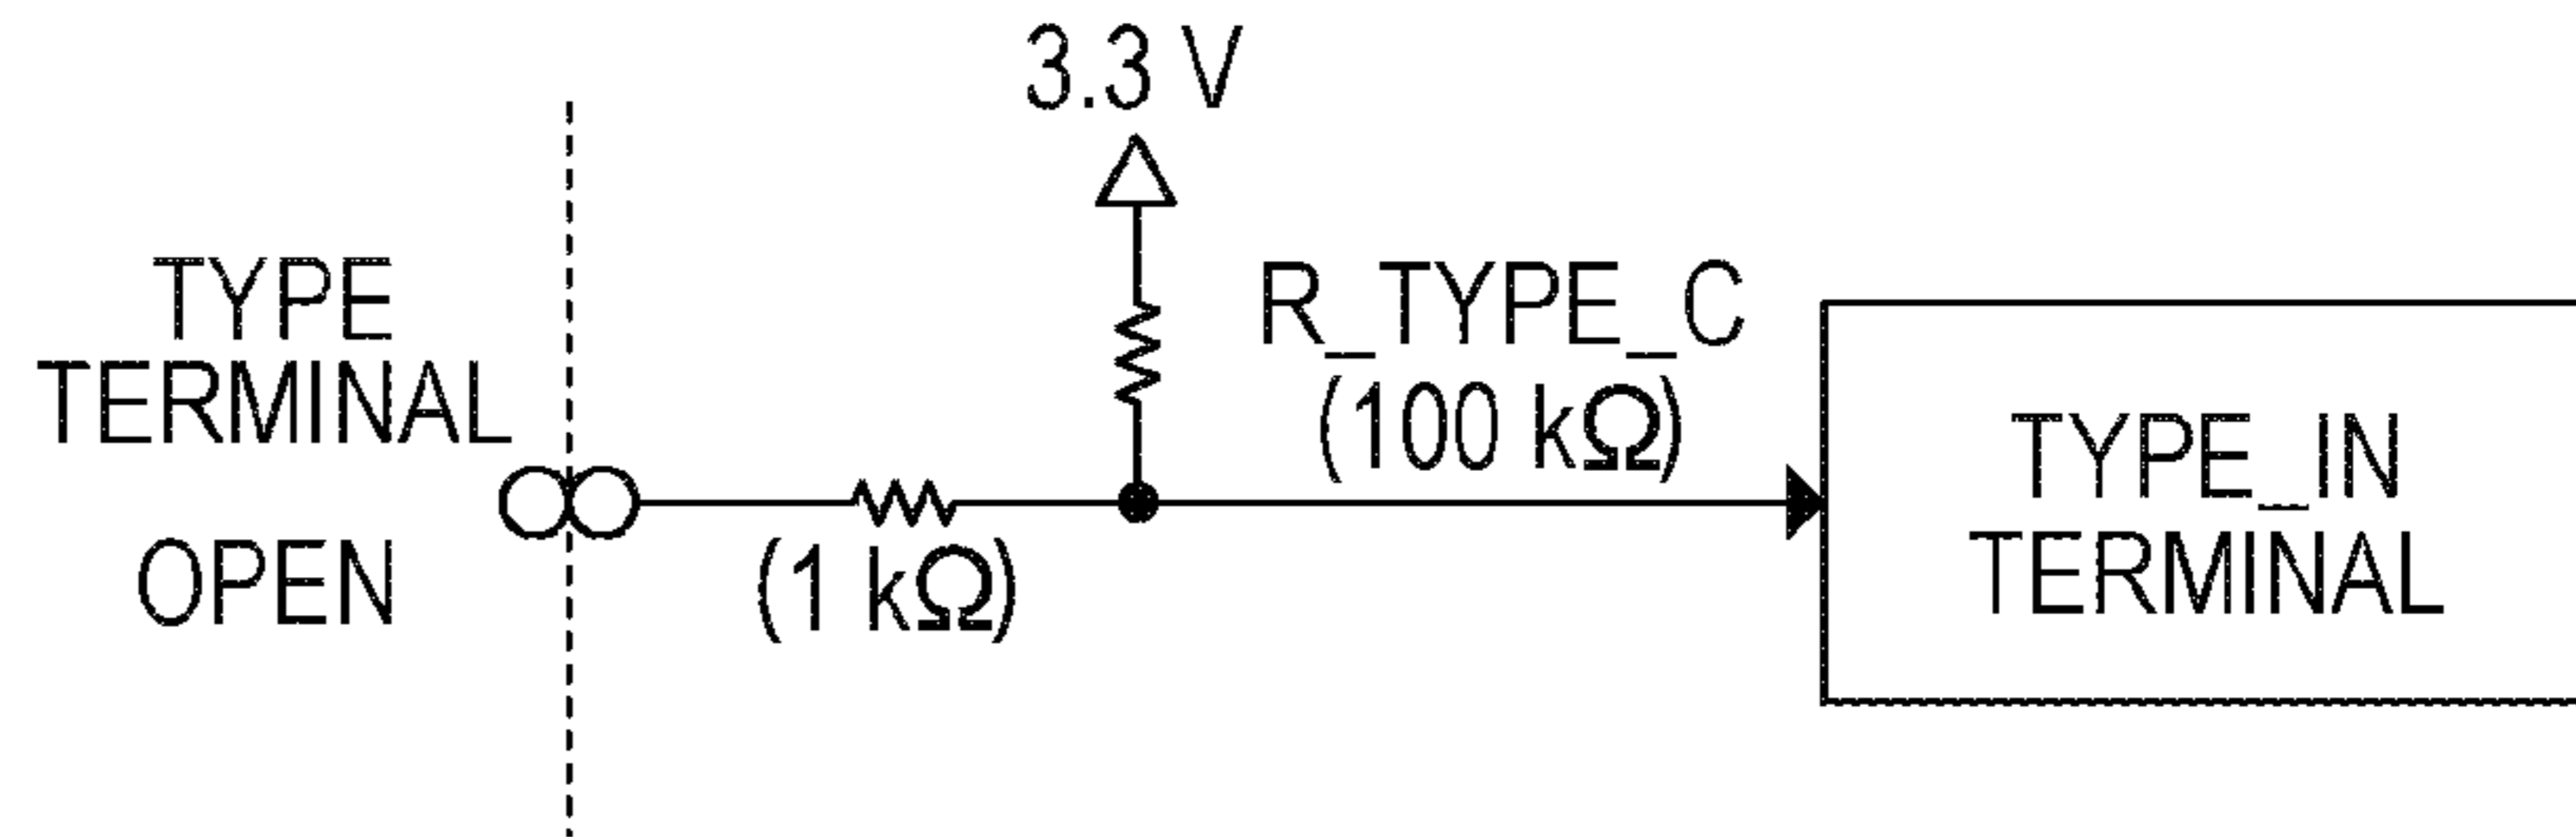 3.3 V
TYPE
TERMINAL
OPEN
(1 kΩ)
R_TYPE_C
(100 kΩ)
TYPE_IN
TERMINAL